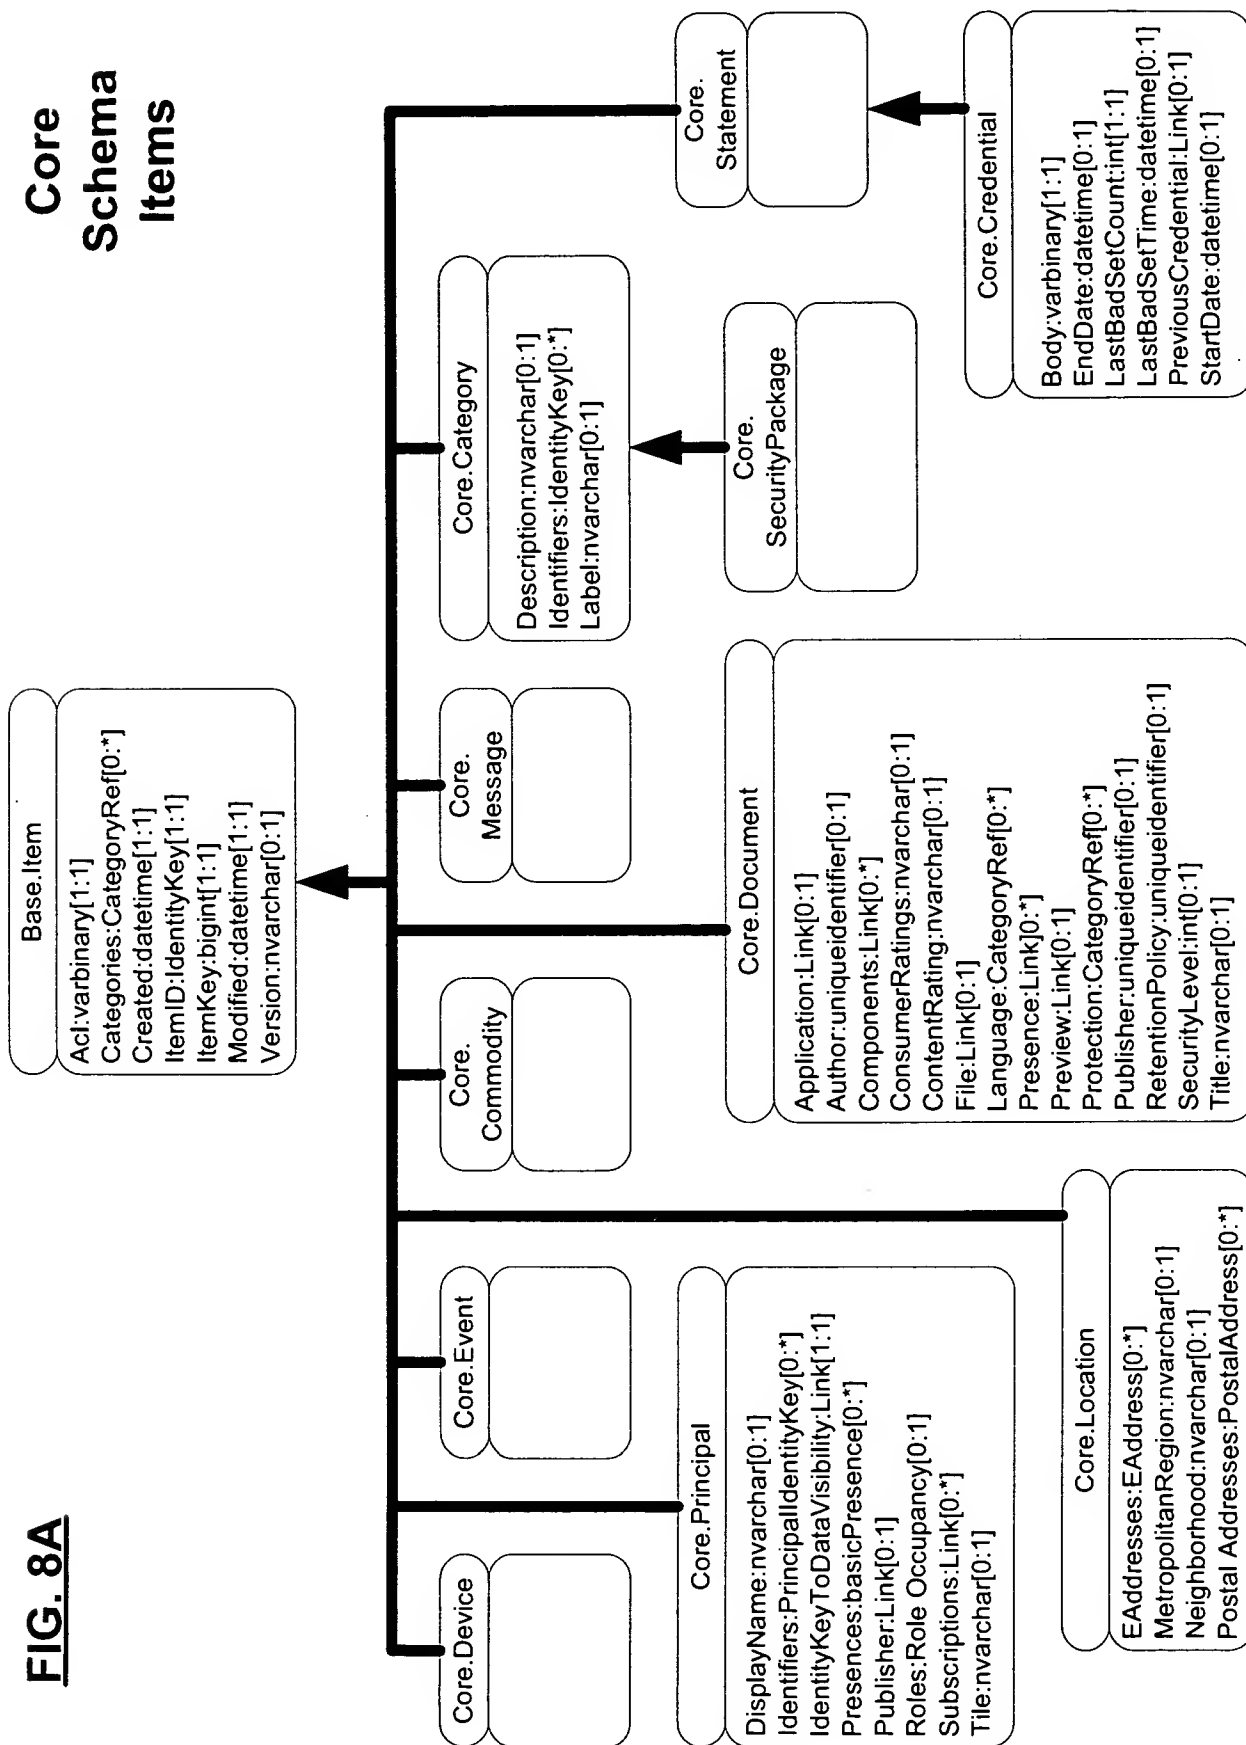 FIG. 8A
Core
Schema
Items
Base.Item
Acl:varbinary[1:1]
Categories:CategoryRef[0:*]
Created:datetime[1:1]
ItemID:IdentityKey[1:1]
ItemKey:bigint[1:1]
Modified:datetime[1:1]
Version:nvarchar[0:1]
Core.Device
Core.Event
Core.
Commodity
Core.
Message
Core.Category
Description:nvarchar[0:1]
Identifiers:IdentityKey[0:*]
Label:nvarchar[0:1]
Core.Principal
DisplayName:nvarchar[0:1]
Identifiers:PrincipalIdentityKey[0:*]
IdentityKeyToDataVisibility:Link[1:1]
Presences:basicPresence[0:*]
Publisher:Link[0:1]
Roles:Role Occupancy[0:1]
Subscriptions:Link[0:*]
Tile:nvarchar[0:1]
Core.Document
Application:Link[0:1]
Author:uniqueidentifier[0:1]
Components:Link[0:*]
ConsumerRatings:nvarchar[0:1]
ContentRating:nvarchar[0:1]
File:Link[0:1]
Language:CategoryRef[0:*]
Presence:Link]0:*]
Preview:Link[0:1]
Protection:CategoryRef[0:*]
Publisher:uniqueidentifier[0:1]
RetentionPolicy:uniqueidentifier[0:1]
SecurityLevel:int[0:1]
Title:nvarchar[0:1]
Core.
SecurityPackage
Core.
Statement
Core.Location
EAddresses:EAddress[0:*]
MetropolitanRegion:nvarchar[0:1]
Neighborhood:nvarchar[0:1]
Postal Addresses:PostalAddress[0:*]
Core.Credential
Body:varbinary[1:1]
EndDate:datetime[0:1]
LastBadSetCount:int[1:1]
LastBadSetTime:datetime[0:1]
PreviousCredential:Link[0:1]
StartDate:datetime[0:1]